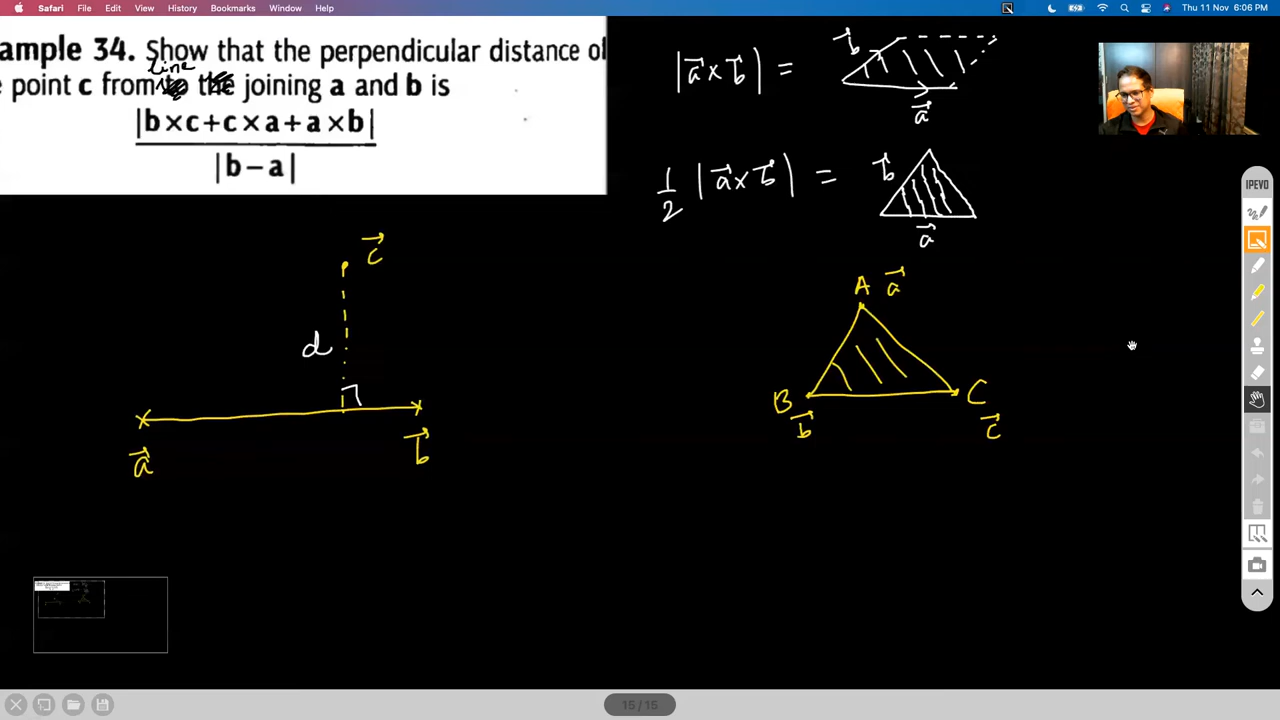 Safari File Edit View History Bookmarks Window Help Thu 11 Nov 6:06 PM
ample 34. Show that the perpendicular distance of
e point c from line joining a and b is
|b×c+c×a+a×b|
|b−a|
|a⃗×b⃗| =
b⃗
a⃗
1/2 |a⃗×b⃗| =
b⃗
a⃗
IPEVO
c⃗
d
a⃗
b⃗
A a⃗
B
b⃗
C
c⃗
15/15